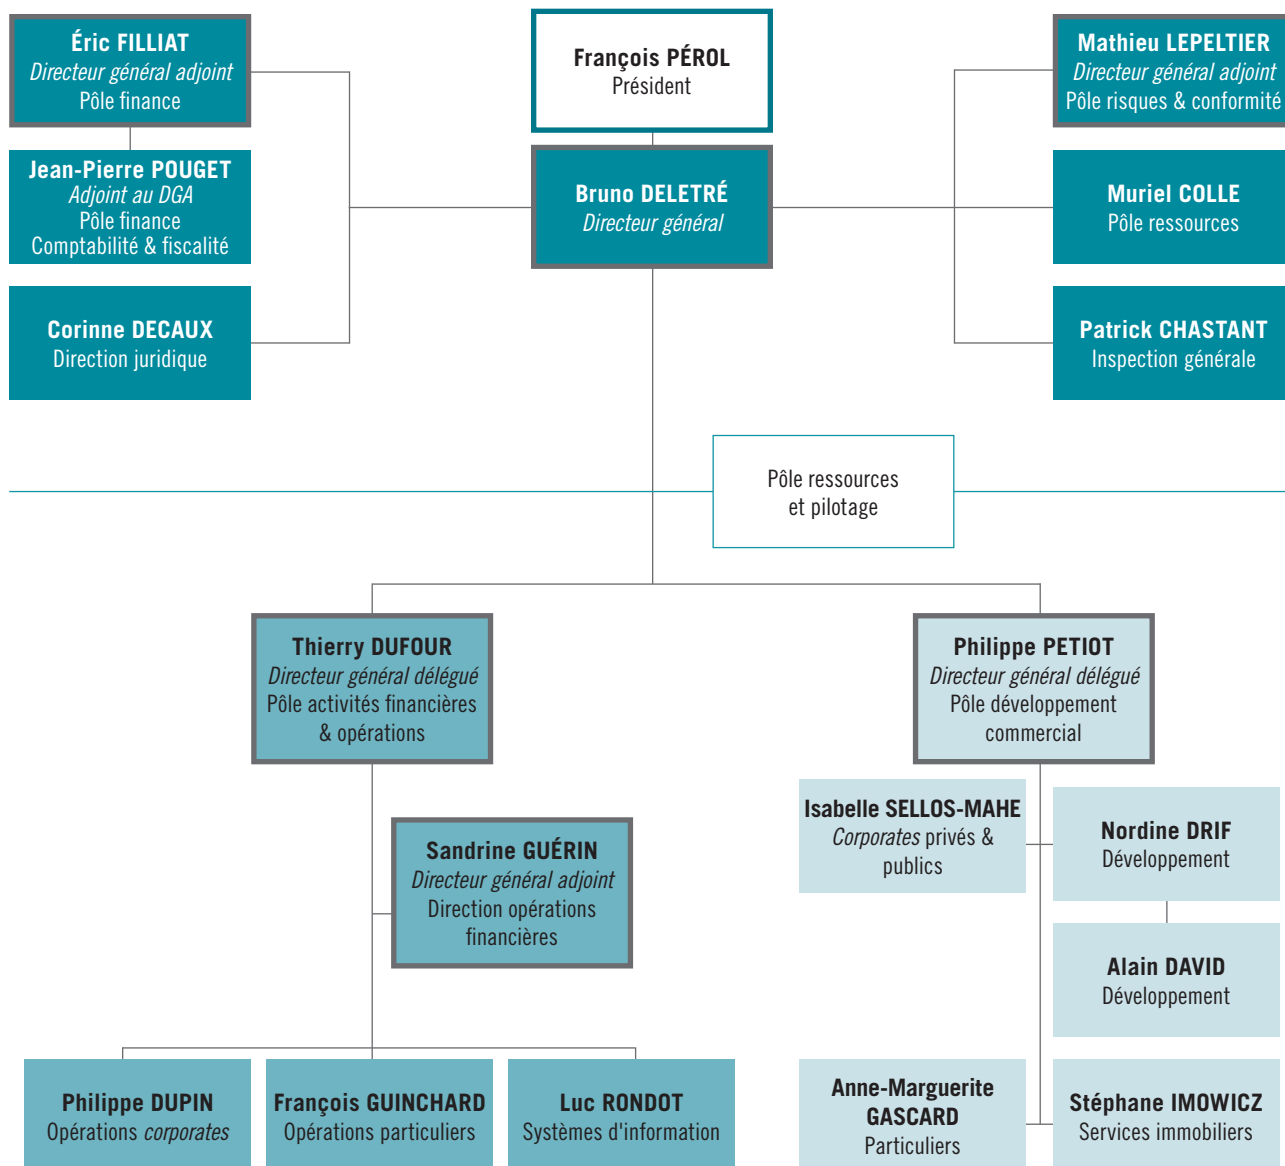 Éric FILLIAT
Directeur général adjoint
Pôle finance
François PÉROL
Président
Mathieu LEPELTIER
Directeur général adjoint
Pôle risques & conformité
Jean-Pierre POUGET
Adjoint au DGA
Pôle finance
Comptabilité & fiscalité
Bruno DELETRÉ
Directeur général
Muriel COLLE
Pôle ressources
Corinne DECAUX
Direction juridique
Patrick CHASTANT
Inspection générale
Pôle ressources
et pilotage
Thierry DUFOUR
Directeur général délégué
Pôle activités financières
& opérations
Philippe PETIOT
Directeur général délégué
Pôle développement
commercial
Sandrine GUÉRIN
Directeur général adjoint
Direction opérations
financières
Isabelle SELLOS-MAHE
Corporates privés &
publics
Nordine DRIF
Développement
Alain DAVID
Développement
Philippe DUPIN
Opérations corporates
François GUINCHARD
Opérations particuliers
Luc RONDOT
Systèmes d'information
Anne-Marguerite
GASCARD
Particuliers
Stéphane IMOWICZ
Services immobiliers